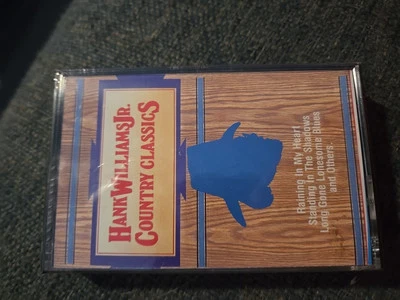 HANK WILLIAMS JR.
COUNTRY CLASSICS
Raining In My Heart
Standing In The Shadows
Long Gone Lonesome Blues
and Others.